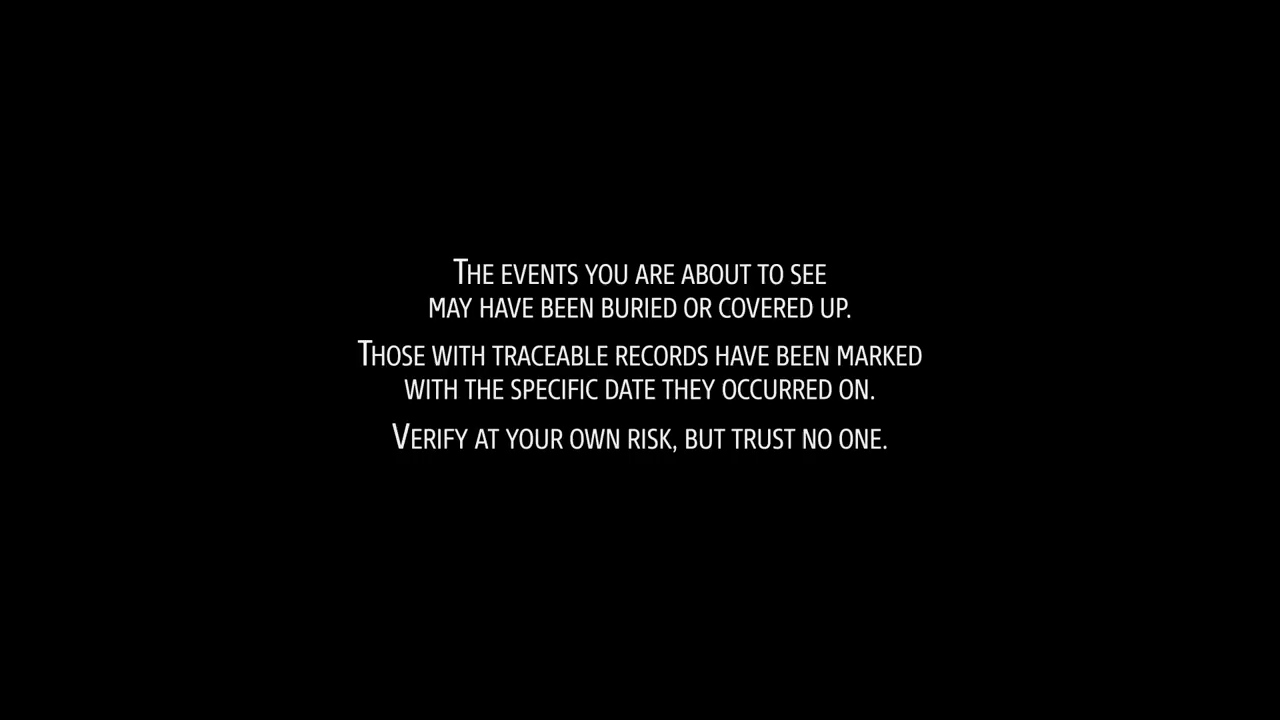 THE EVENTS YOU ARE ABOUT TO SEE
MAY HAVE BEEN BURIED OR COVERED UP.
THOSE WITH TRACEABLE RECORDS HAVE BEEN MARKED
WITH THE SPECIFIC DATE THEY OCCURRED ON.
VERIFY AT YOUR OWN RISK, BUT TRUST NO ONE.